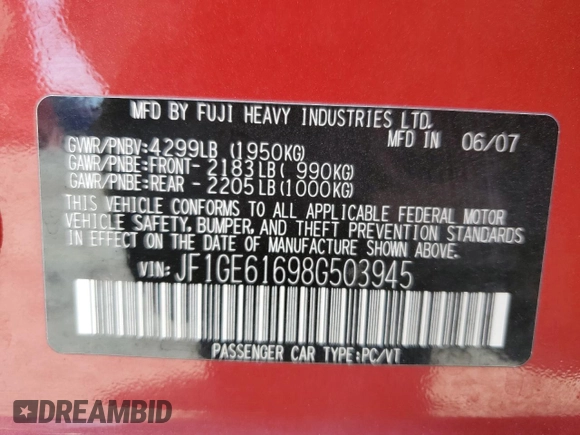 MFD BY FUJI HEAVY INDUSTRIES LTD.
MFD IN 06/07
GVWR/PNBV:4299LB (1950KG)
GAWR/PNBE:FRONT- 2183LB( 990KG)
GAWR/PNBE:REAR - 2205LB(1000KG)
THIS VEHICLE CONFORMS TO ALL APPLICABLE FEDERAL MOTOR
VEHICLE SAFETY, BUMPER, AND THEFT PREVENTION STANDARDS
IN EFFECT ON THE DATE OF MANUFACTURE SHOWN ABOVE.
VIN: JF1GE61698G503945
PASSENGER CAR TYPE:PC/VT
DREAMBID